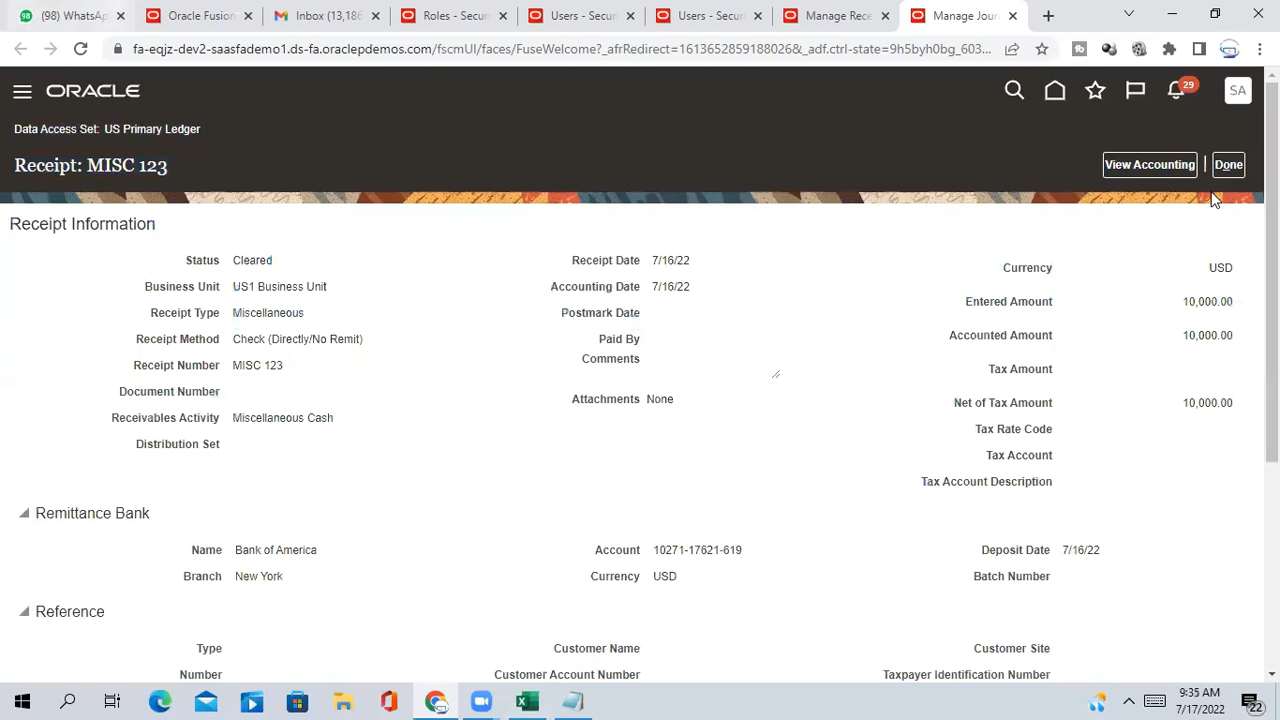 (98) WhatsA
Oracle Fusion
Inbox (13,186
Roles - Securi
Users - Securi
Users - Securi
Manage Rece
Manage Jour
fa-eqjz-dev2-saasfademo1.ds-fa.oraclepdemos.com/fscmUI/faces/FuseWelcome?_afrRedirect=16136528591880268&_adf.ctrl-state=9h5byh0bg_603...
ORACLE
29
SA
Data Access Set: US Primary Ledger
Receipt: MISC 123
View Accounting
Done
Receipt Information
Status Cleared
Business Unit US1 Business Unit
Receipt Type Miscellaneous
Receipt Method Check (Directly/No Remit)
Receipt Number MISC 123
Document Number
Receivables Activity Miscellaneous Cash
Distribution Set
Receipt Date 7/16/22
Accounting Date 7/16/22
Postmark Date
Paid By
Comments
Attachments None
Currency USD
Entered Amount 10,000.00
Accounted Amount 10,000.00
Tax Amount
Net of Tax Amount 10,000.00
Tax Rate Code
Tax Account
Tax Account Description
Remittance Bank
Name Bank of America
Branch New York
Account 10271-17621-619
Currency USD
Deposit Date 7/16/22
Batch Number
Reference
Type
Number
Customer Name
Customer Account Number
Customer Site
Taxpayer Identification Number
9:35 AM
7/17/2022
22